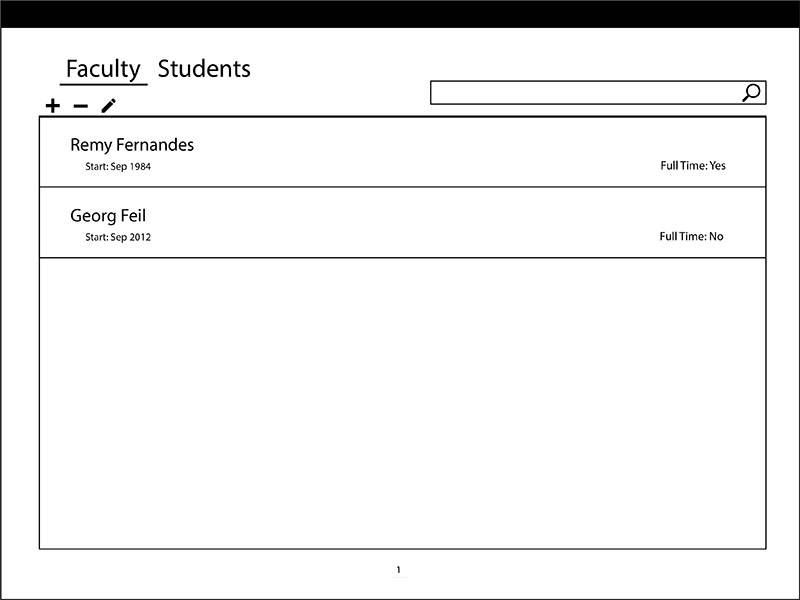 Faculty Students
Remy Fernandes
Start: Sep 1984
Full Time: Yes
Georg Feil
Start: Sep 2012
Full Time: No
1